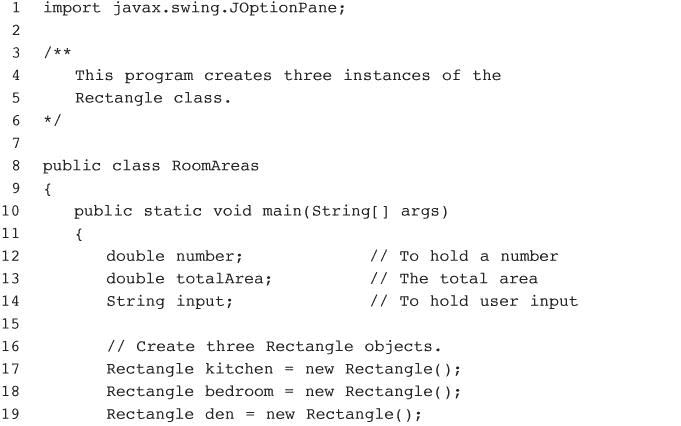 1 import javax.swing.JOptionPane;
2
3 /**
4    This program creates three instances of the
5    Rectangle class.
6 */
7
8 public class RoomAreas
9 {
10    public static void main(String[] args)
11    {
12       double number;             // To hold a number
13       double totalArea;          // The total area
14       String input;              // To hold user input
15
16       // Create three Rectangle objects.
17       Rectangle kitchen = new Rectangle();
18       Rectangle bedroom = new Rectangle();
19       Rectangle den = new Rectangle();